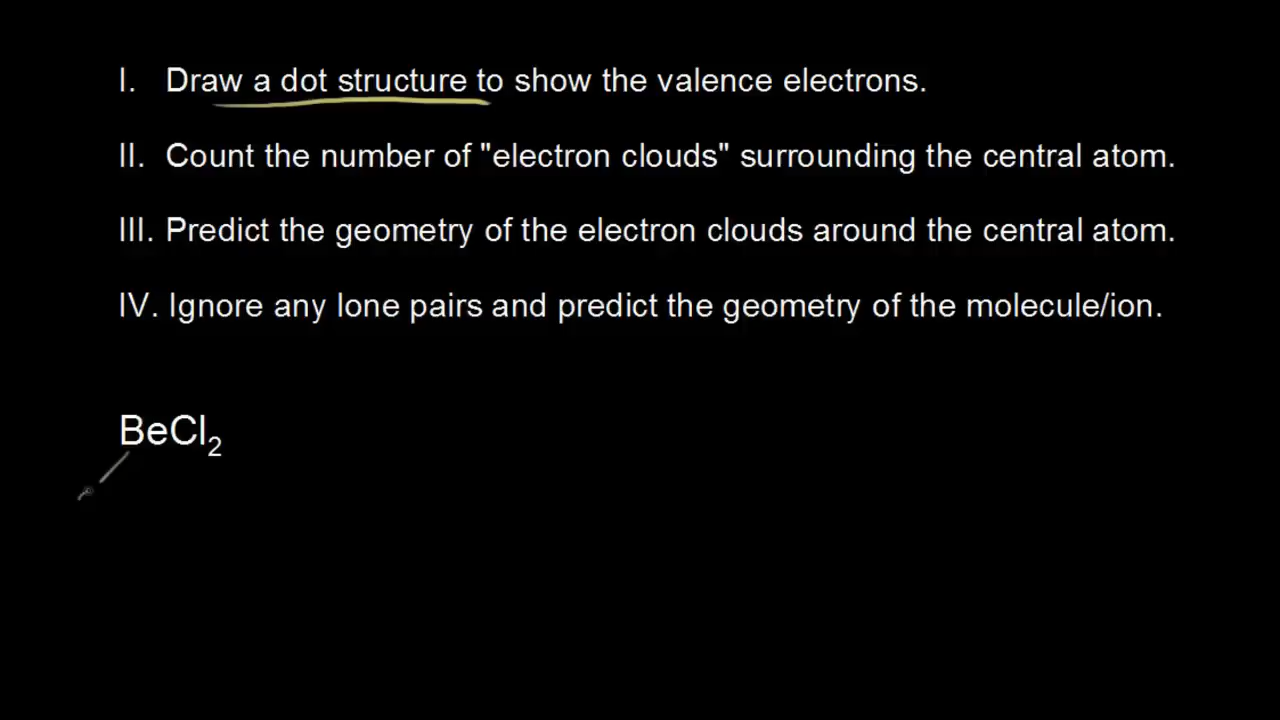 I. Draw a dot structure to show the valence electrons.
II. Count the number of "electron clouds" surrounding the central atom.
III. Predict the geometry of the electron clouds around the central atom.
IV. Ignore any lone pairs and predict the geometry of the molecule/ion.
BeCl₂